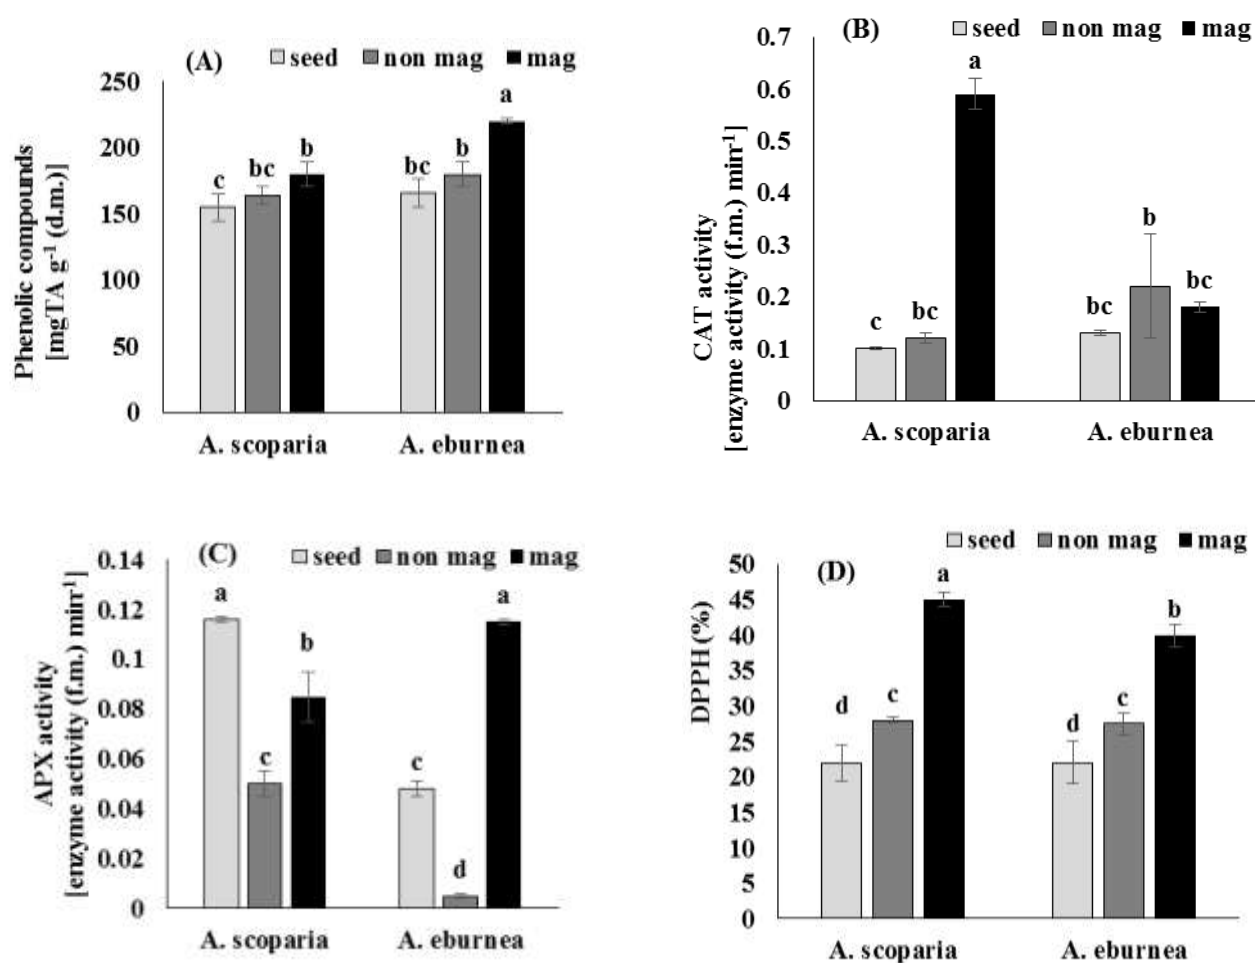 (A) seed non mag mag
250
200
150
100
50
0
Phenolic compounds
[mgTA g-1 (d.m.)]
c bc b bc b a
A. scoparia A. eburnea
(B) seed non mag mag
0.7
0.6
0.5
0.4
0.3
0.2
0.1
0
CAT activity
[enzyme activity (f.m.) min-1]
c bc a bc b bc
A. scoparia A. eburnea
(C) seed non mag mag
0.14
0.12
0.1
0.08
0.06
0.04
0.02
0
APX activity
[enzyme activity (f.m.) min-1]
a c b c d a
A. scoparia A. eburnea
(D) seed non mag mag
50
45
40
35
30
25
20
15
10
5
0
DPPH (%)
d c a d c b
A. scoparia A. eburnea